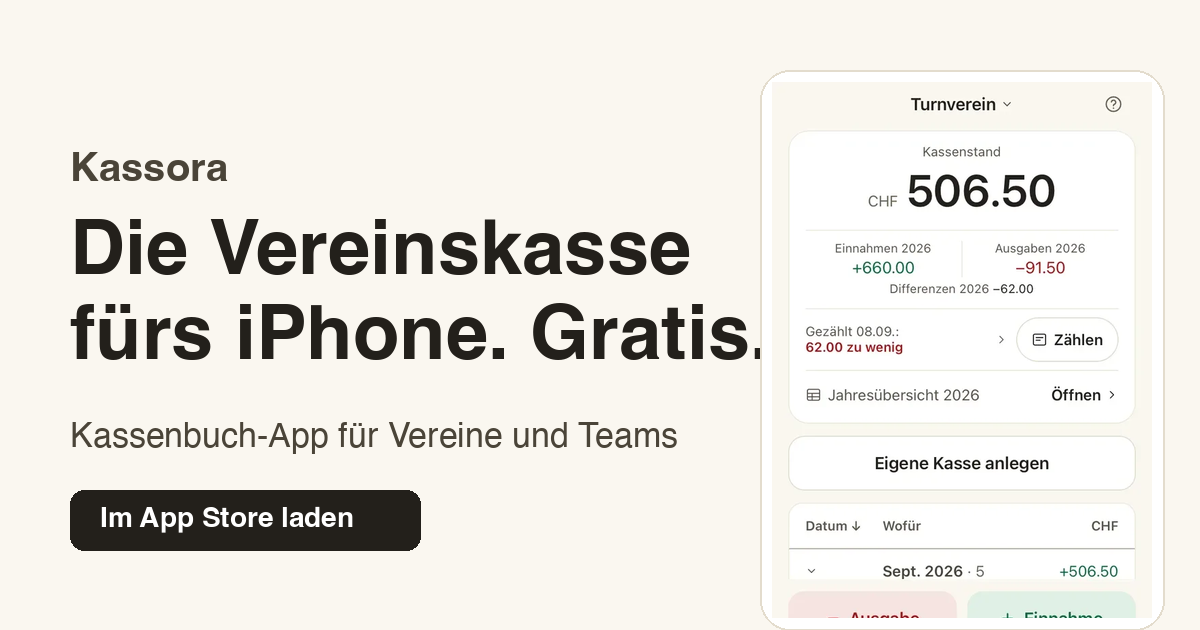 Kassora
Die Vereinskasse
fürs iPhone. Gratis.
Kassenbuch-App für Vereine und Teams
Im App Store laden
Turnverein
Kassenstand
CHF 506.50
Einnahmen 2026 Ausgaben 2026
+660.00 −91.50
Differenzen 2026 −62.00
Gezählt 08.09.:
62.00 zu wenig
Zählen
Jahresübersicht 2026 Öffnen
Eigene Kasse anlegen
Datum ↓ Wofür CHF
Sept. 2026 · 5 +506.50
− Ausgabe + Einnahme